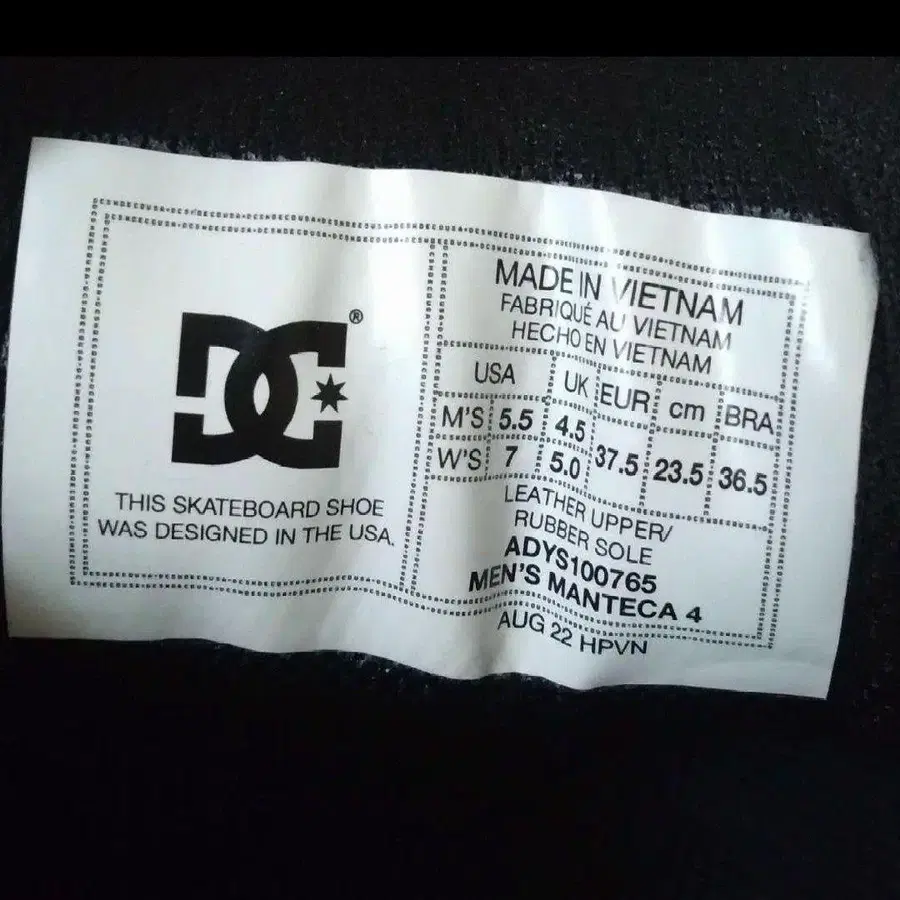 DC®
THIS SKATEBOARD SHOE
WAS DESIGNED IN THE USA.
MADE IN VIETNAM
FABRIQUÉ AU VIETNAM
HECHO EN VIETNAM
USA UK EUR cm BRA
M'S 5.5 4.5 37.5 23.5 36.5
W'S 7 5.0
LEATHER UPPER/
RUBBER SOLE
ADYS100765
MEN'S MANTECA 4
AUG 22 HPVN